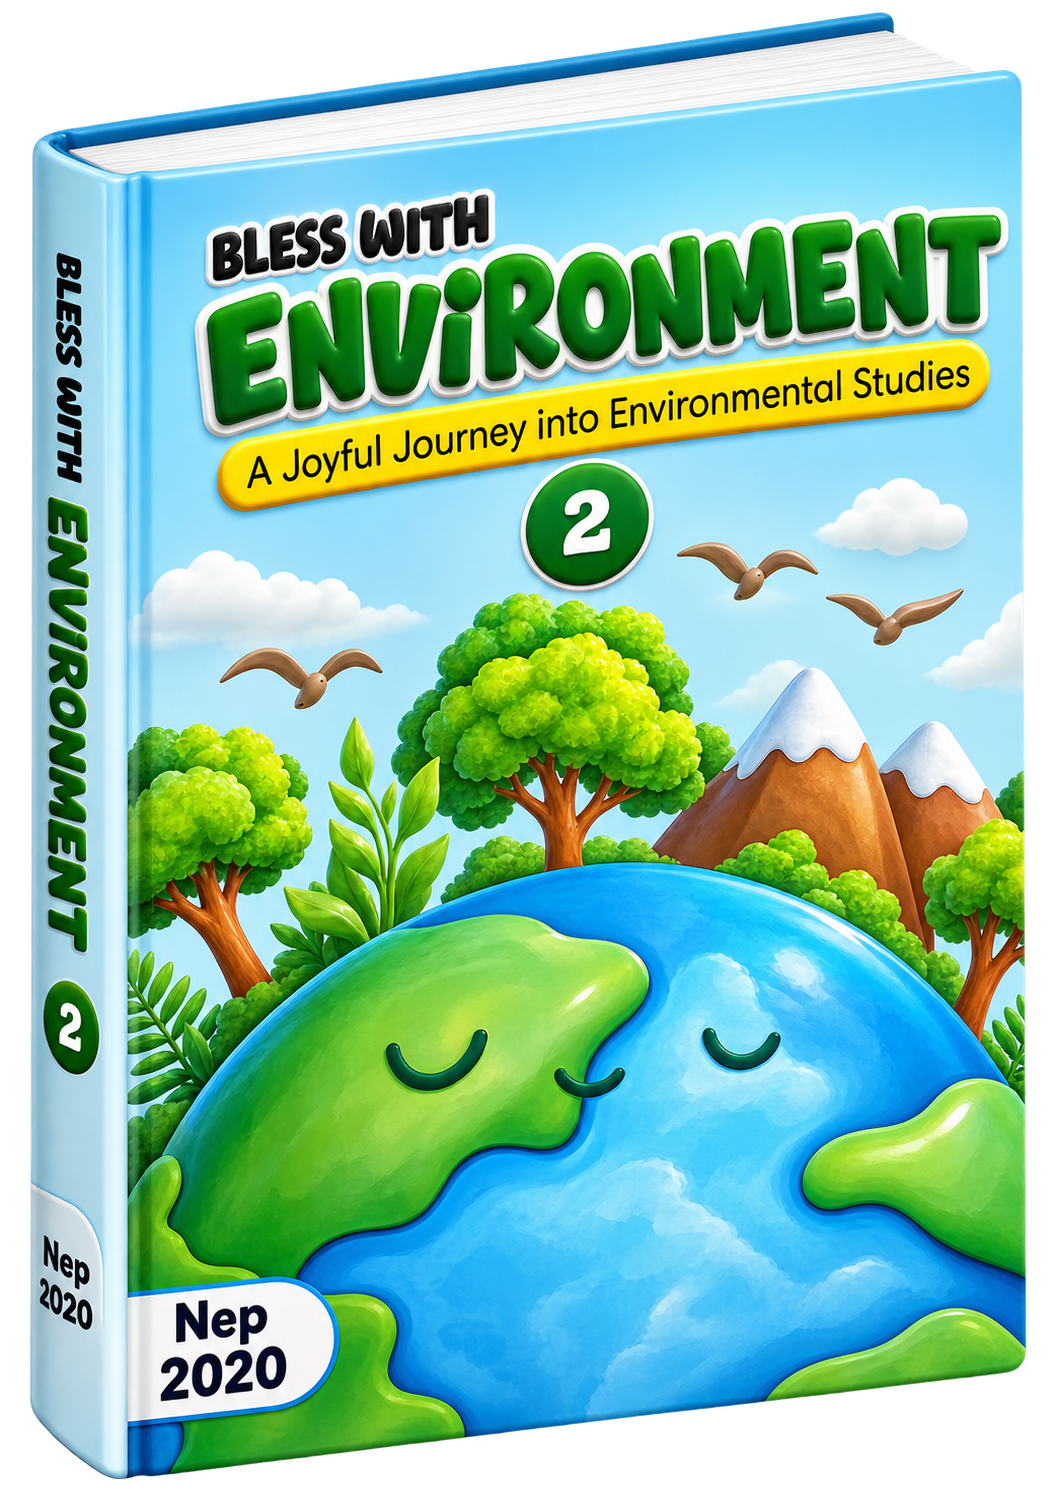 BLESS WITH
ENViRONMENT
A Joyful Journey into Environmental Studies
2
Nep
2020
BLESS WITH ENViRONMENT 2
Nep
2020